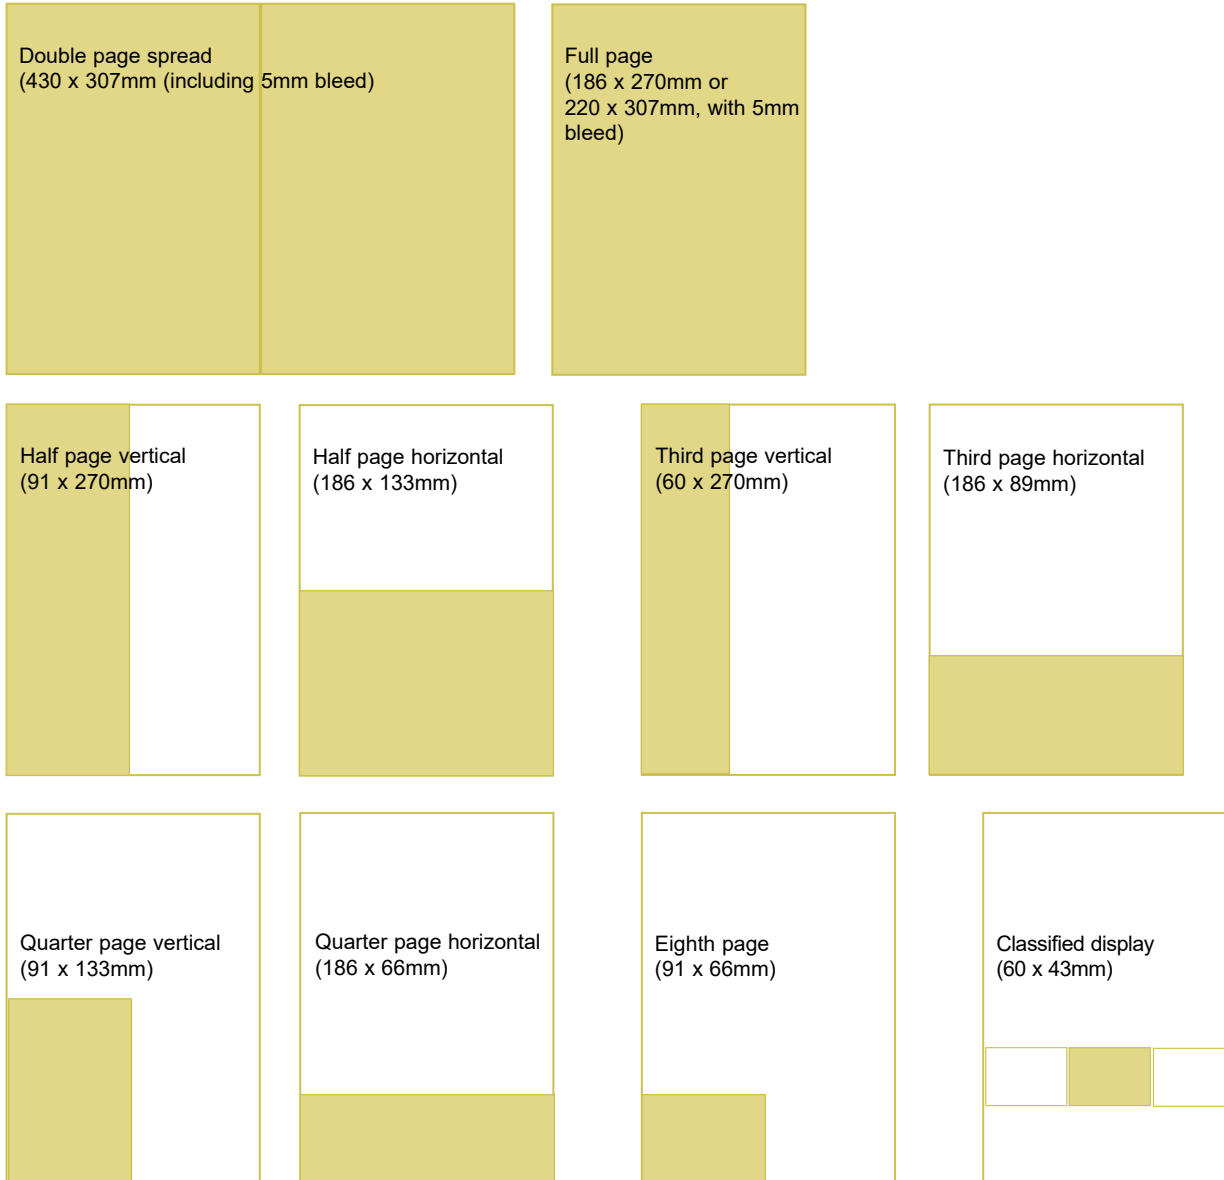 Double page spread
(430 x 307mm (including 5mm bleed)
Full page
(186 x 270mm or
220 x 307mm, with 5mm
bleed)
Half page vertical
(91 x 270mm)
Half page horizontal
(186 x 133mm)
Third page vertical
(60 x 270mm)
Third page horizontal
(186 x 89mm)
Quarter page vertical
(91 x 133mm)
Quarter page horizontal
(186 x 66mm)
Eighth page
(91 x 66mm)
Classified display
(60 x 43mm)